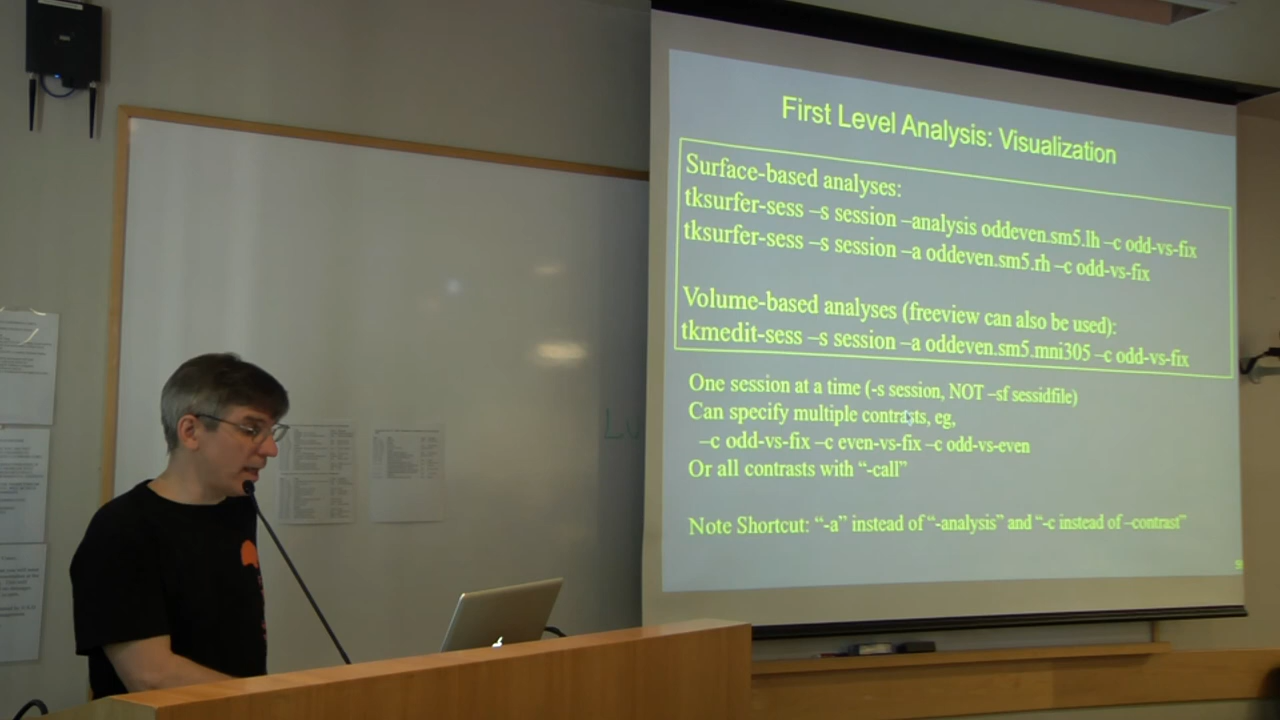 First Level Analysis: Visualization
Surface-based analyses:
tksurfer-sess –s session –analysis oddeven.sm5.lh –c odd-vs-fix
tksurfer-sess –s session –a oddeven.sm5.rh –c odd-vs-fix
Volume-based analyses (freeview can also be used):
tkmedit-sess –s session –a oddeven.sm5.mni305 –c odd-vs-fix
One session at a time (-s session, NOT –sf sessidfile)
Can specify multiple contrasts, eg,
–c odd-vs-fix –c even-vs-fix –c odd-vs-even
Or all contrasts with “-call”
Note Shortcut: “-a” instead of “-analysis” and “-c instead of –contrast”